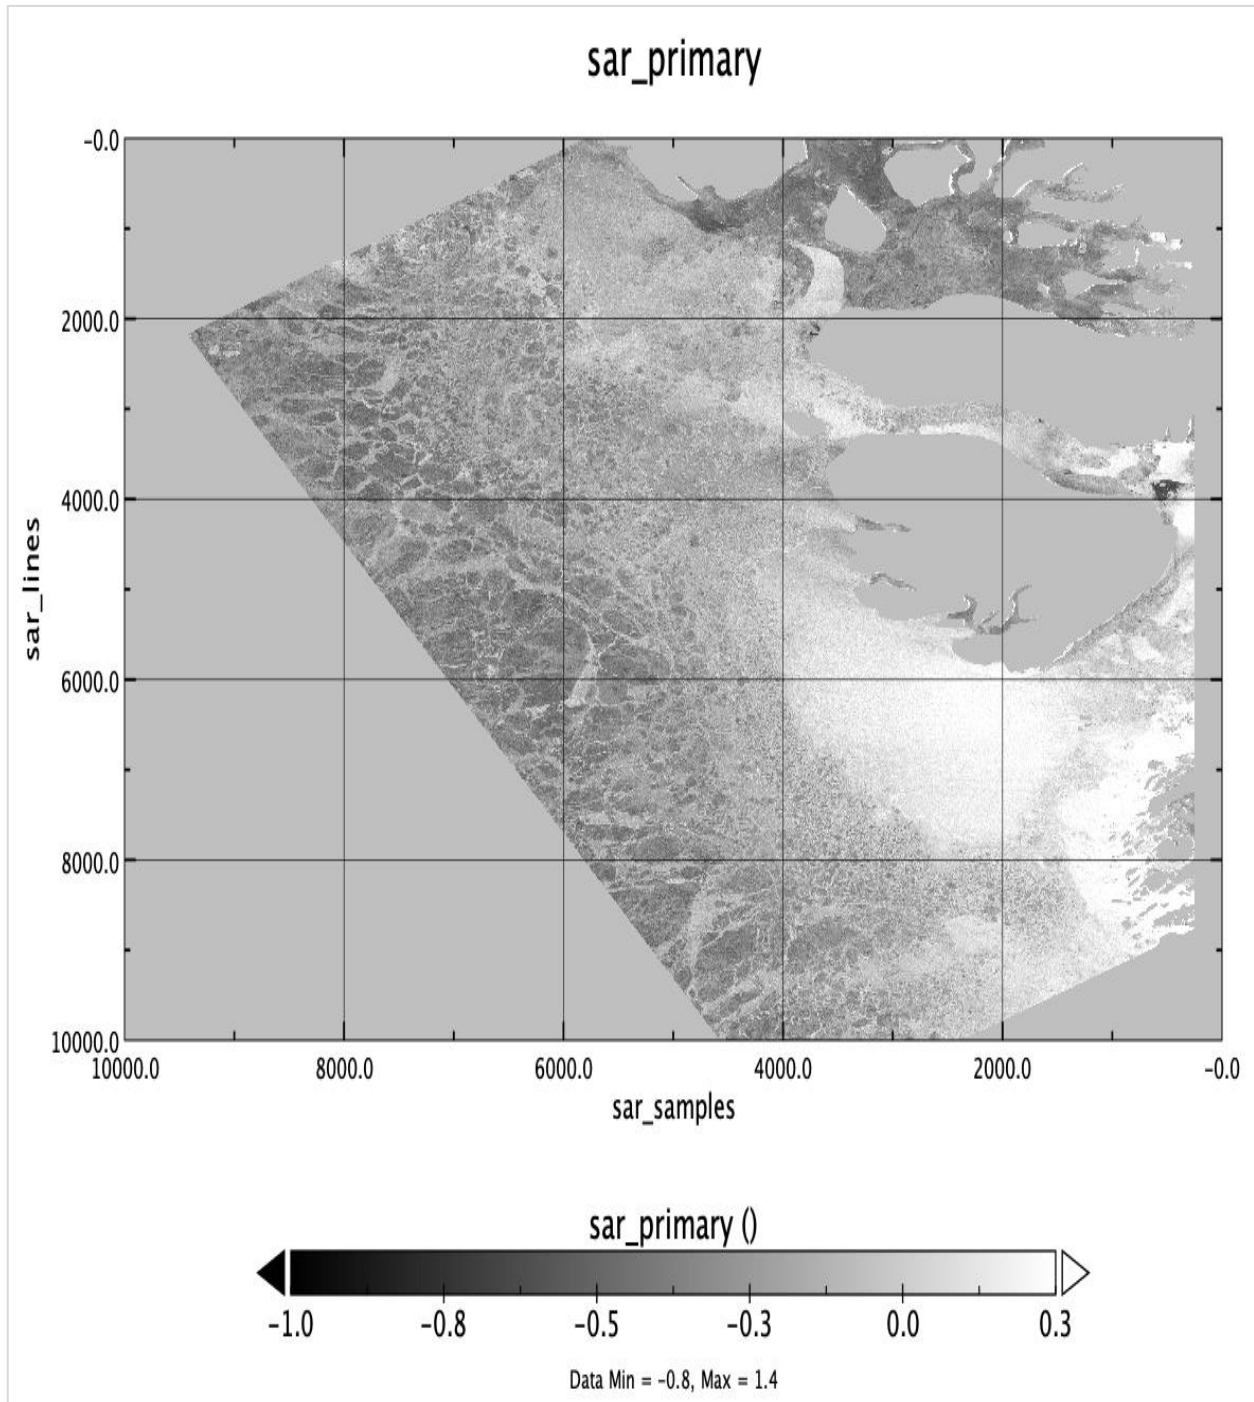 sar_primary
-0.0
2000.0
4000.0
6000.0
8000.0
10000.0
sar_lines
10000.0 8000.0 6000.0 4000.0 2000.0 -0.0
sar_samples
sar_primary ()
-1.0 -0.8 -0.5 -0.3 0.0 0.3
Data Min = -0.8, Max = 1.4